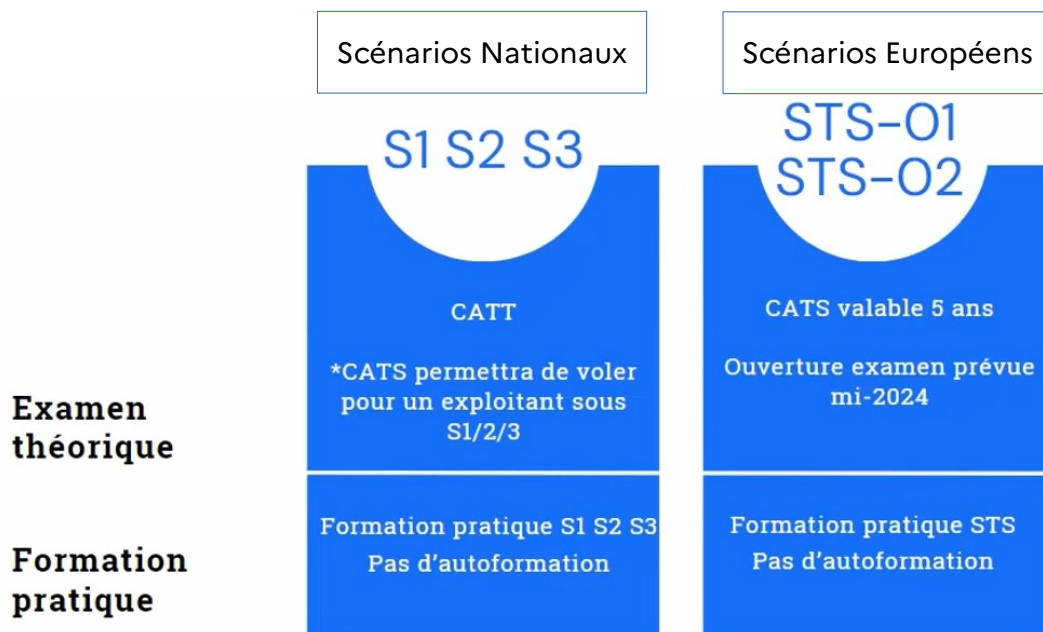 Scénarios Nationaux
Scénarios Européens
S1 S2 S3
STS-01
STS-02
Examen
théorique
CATT
*CATS permettra de voler
pour un exploitant sous
S1/2/3
CATS valable 5 ans
Ouverture examen prévue
mi-2024
Formation
pratique
Formation pratique S1 S2 S3
Pas d'autoformation
Formation pratique STS
Pas d'autoformation